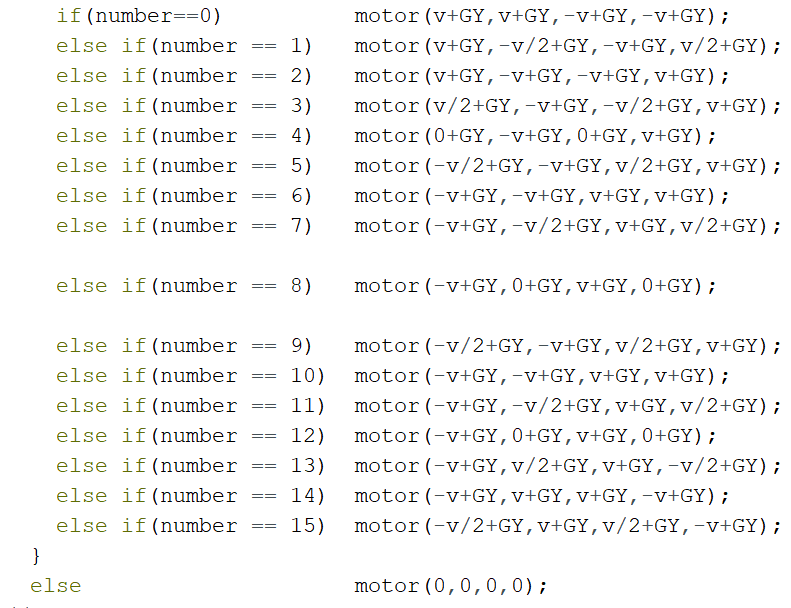 if(number==0) motor(v+GY,v+GY,-v+GY,-v+GY);
else if(number == 1) motor(v+GY,-v/2+GY,-v+GY,v/2+GY);
else if(number == 2) motor(v+GY,-v+GY,-v+GY,v+GY);
else if(number == 3) motor(v/2+GY,-v+GY,-v/2+GY,v+GY);
else if(number == 4) motor(0+GY,-v+GY,0+GY,v+GY);
else if(number == 5) motor(-v/2+GY,-v+GY,v/2+GY,v+GY);
else if(number == 6) motor(-v+GY,-v+GY,v+GY,v+GY);
else if(number == 7) motor(-v+GY,-v/2+GY,v+GY,v/2+GY);
else if(number == 8) motor(-v+GY,0+GY,v+GY,0+GY);
else if(number == 9) motor(-v/2+GY,-v+GY,v/2+GY,v+GY);
else if(number == 10) motor(-v+GY,-v+GY,v+GY,v+GY);
else if(number == 11) motor(-v+GY,-v/2+GY,v+GY,v/2+GY);
else if(number == 12) motor(-v+GY,0+GY,v+GY,0+GY);
else if(number == 13) motor(-v+GY,v/2+GY,v+GY,-v/2+GY);
else if(number == 14) motor(-v+GY,v+GY,v+GY,-v+GY);
else if(number == 15) motor(-v/2+GY,v+GY,v/2+GY,-v+GY);
}
else motor(0,0,0,0);